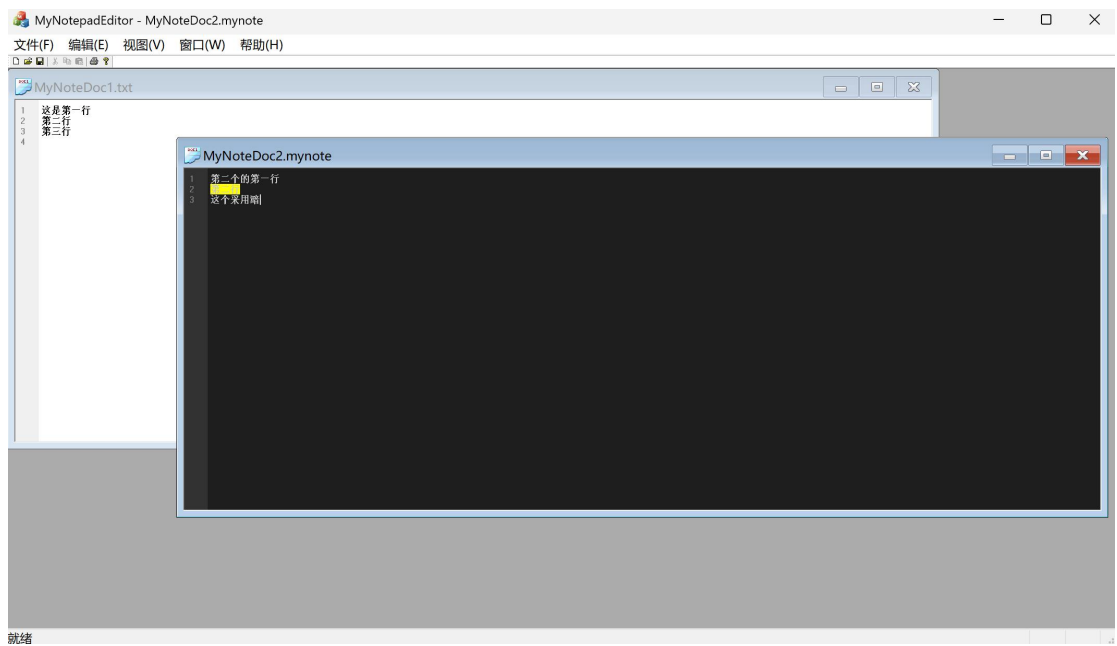 MyNotepadEditor - MyNoteDoc2.mynote
文件(F) 编辑(E) 视图(V) 窗口(W) 帮助(H)
MyNoteDoc1.txt
1 这是第一行
2 第二行
3 第三行
4
MyNoteDoc2.mynote
1 第二个的第一行
2
3 这个采用暗
就绪